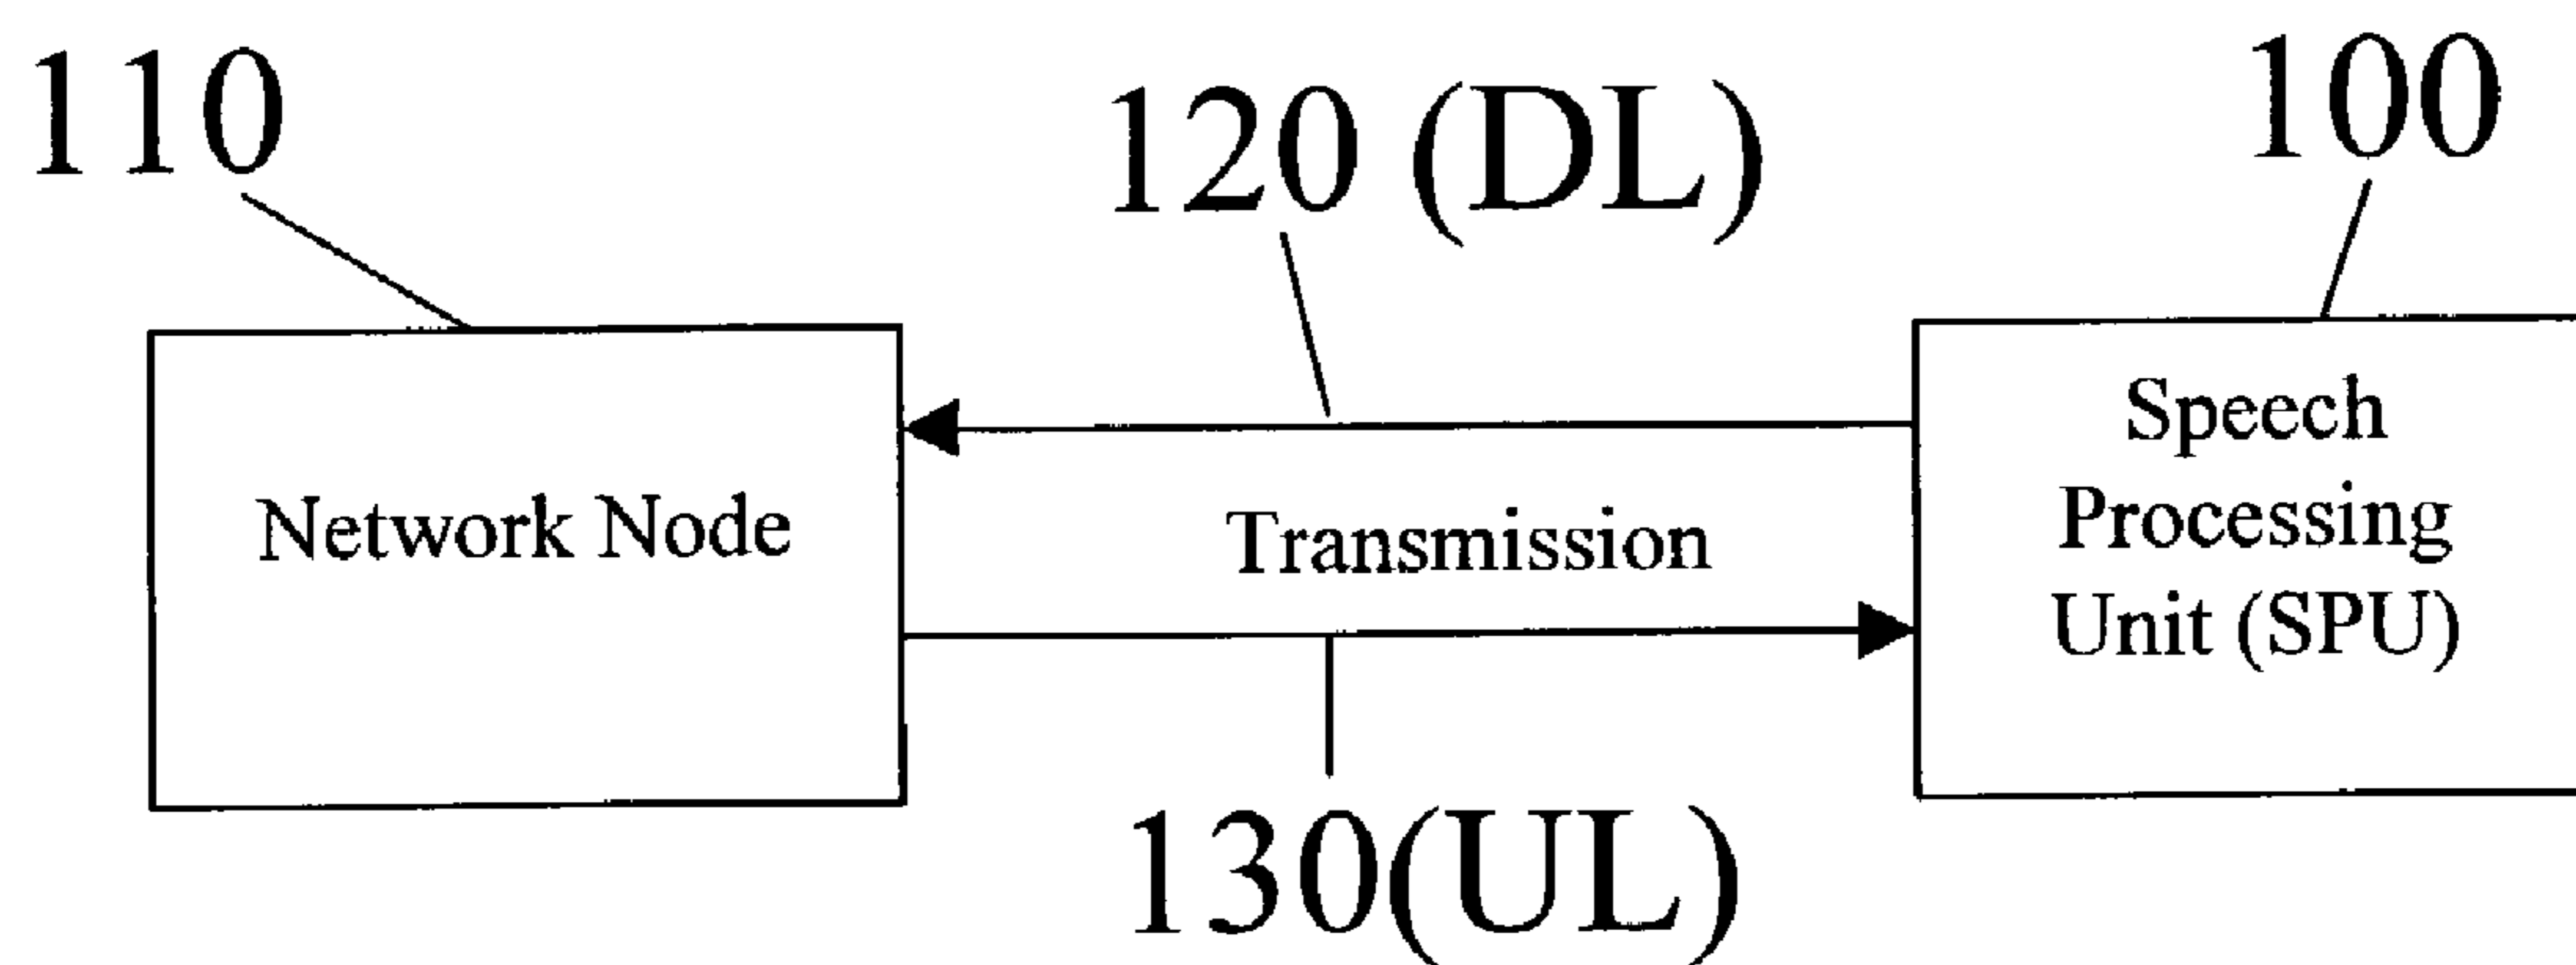 110
120 (DL)
100
Network Node
Transmission
Speech
Processing
Unit (SPU)
130(UL)